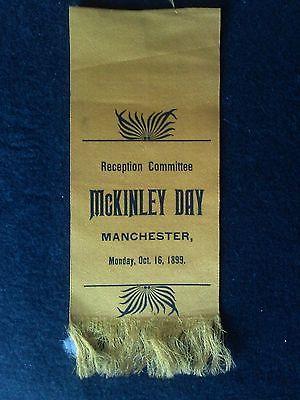 Reception Committee
McKINLEY DAY
MANCHESTER,
Monday, Oct. 16, 1899.